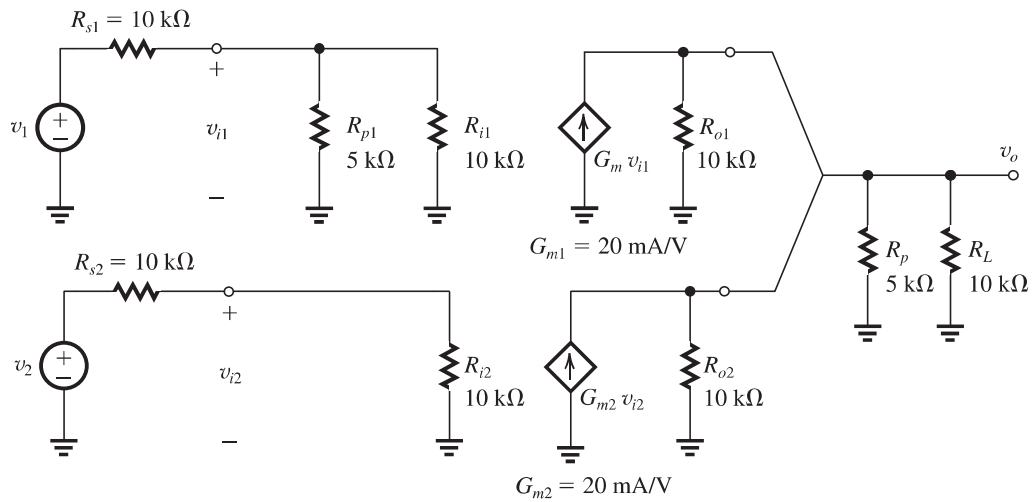 R_{s1} = 10 kΩ
v_1
+
−
+
v_{i1}
−
R_{p1}
5 kΩ
R_{i1}
10 kΩ
G_m v_{i1}
R_{o1}
10 kΩ
G_{m1} = 20 mA/V
v_o
R_p
5 kΩ
R_L
10 kΩ
R_{s2} = 10 kΩ
v_2
+
−
+
v_{i2}
−
R_{i2}
10 kΩ
G_{m2} v_{i2}
R_{o2}
10 kΩ
G_{m2} = 20 mA/V